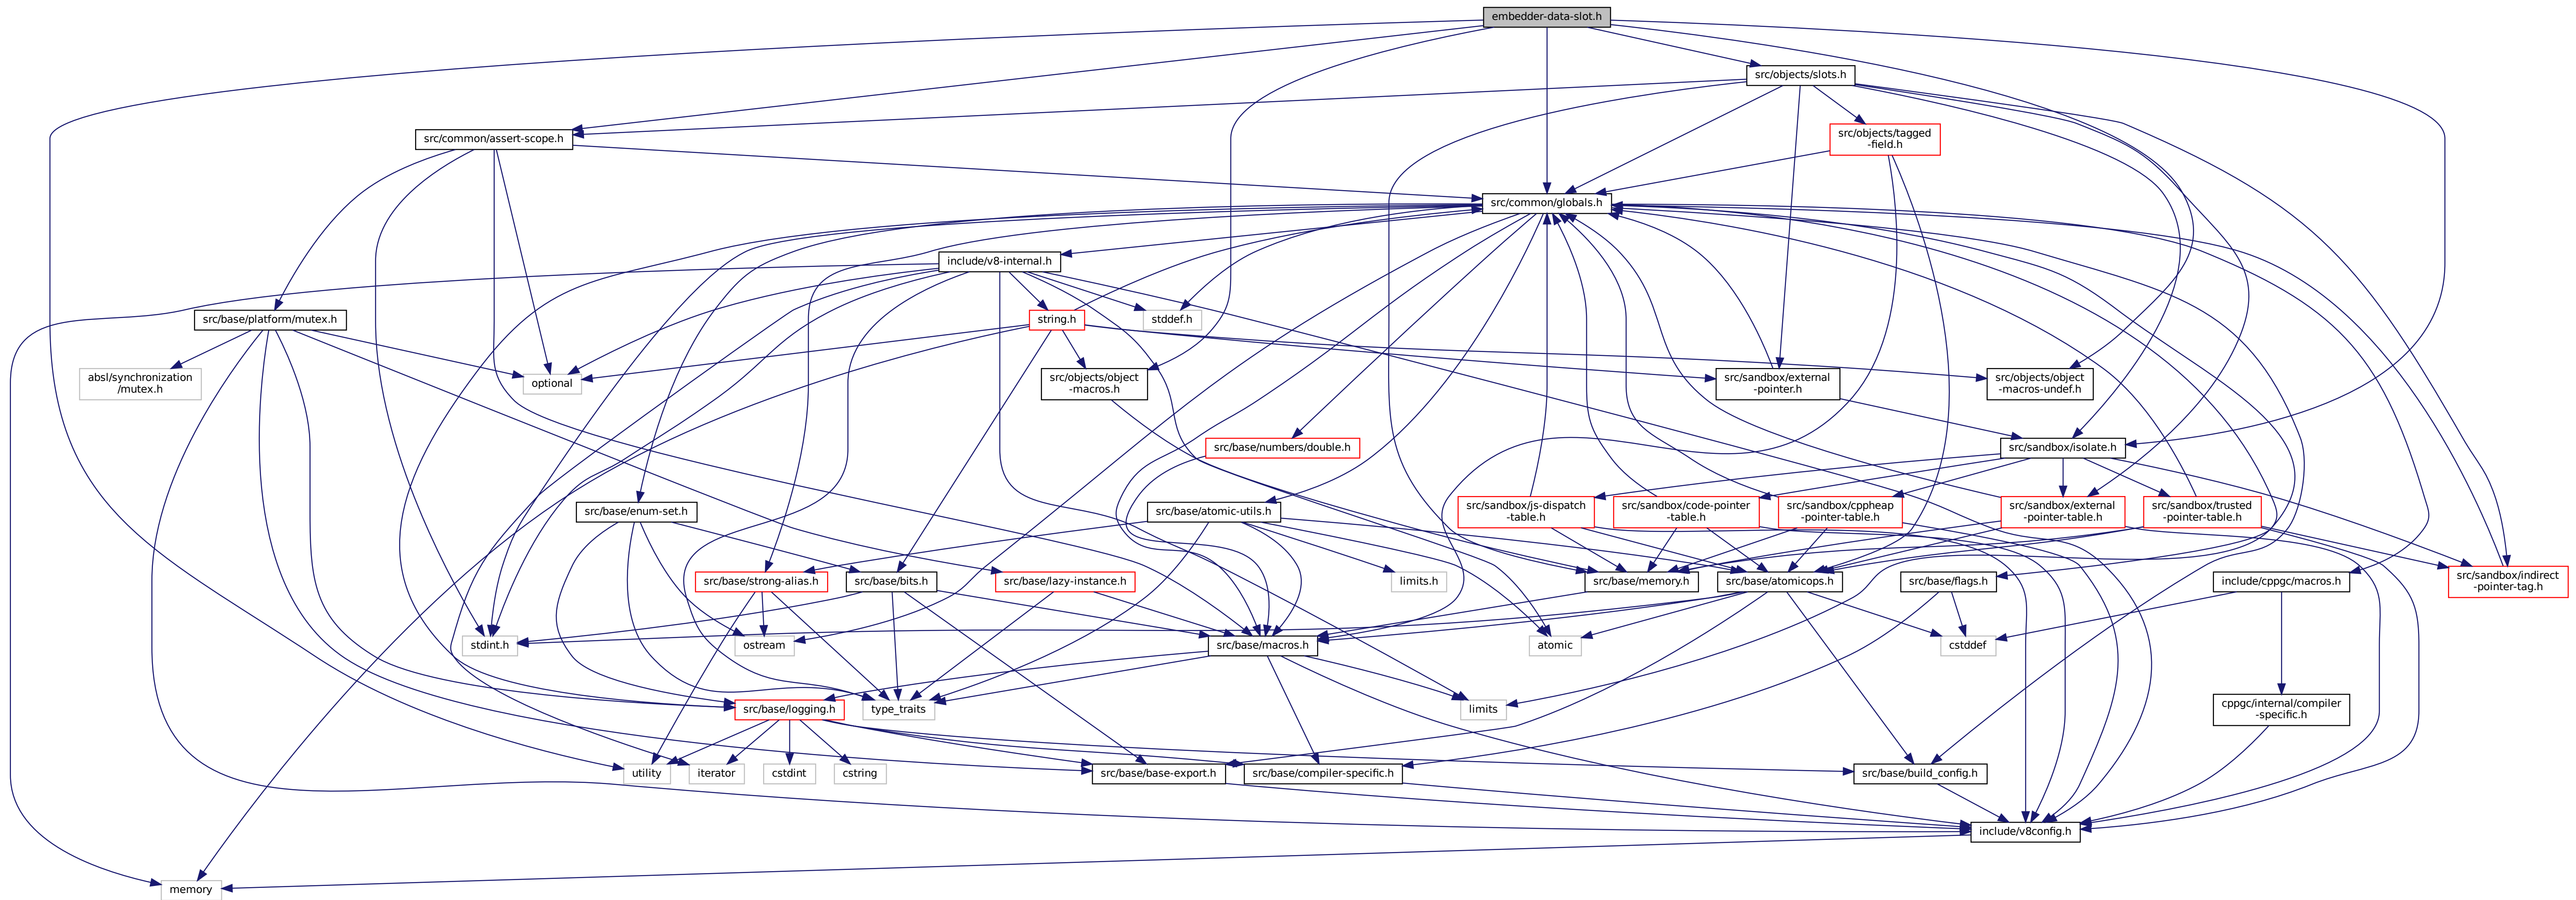 embedder-data-slot.h
src/objects/slots.h
src/common/assert-scope.h
src/objects/tagged
-field.h
src/common/globals.h
include/v8-internal.h
src/base/platform/mutex.h
string.h
stddef.h
absl/synchronization
/mutex.h
optional
src/objects/object
-macros.h
src/sandbox/external
-pointer.h
src/objects/object
-macros-undef.h
src/base/numbers/double.h
src/sandbox/isolate.h
src/base/enum-set.h
src/base/atomic-utils.h
src/sandbox/js-dispatch
-table.h
src/sandbox/code-pointer
-table.h
src/sandbox/cppheap
-pointer-table.h
src/sandbox/external
-pointer-table.h
src/sandbox/trusted
-pointer-table.h
src/base/strong-alias.h
src/base/bits.h
src/base/lazy-instance.h
limits.h
src/base/memory.h
src/base/atomicops.h
src/base/flags.h
include/cppgc/macros.h
src/sandbox/indirect
-pointer-tag.h
stdint.h
ostream
src/base/macros.h
atomic
cstddef
src/base/logging.h
type_traits
limits
cppgc/internal/compiler
-specific.h
utility
iterator
cstdint
cstring
src/base/base-export.h
src/base/compiler-specific.h
src/base/build_config.h
include/v8config.h
memory